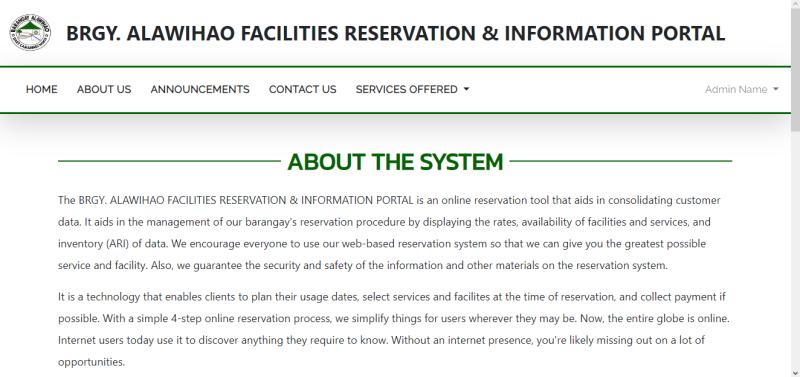 BARANGAY ALAWIHAO
BRGY. ALAWIHAO FACILITIES RESERVATION & INFORMATION PORTAL
HOME ABOUT US ANNOUNCEMENTS CONTACT US SERVICES OFFERED Admin Name
ABOUT THE SYSTEM
The BRGY. ALAWIHAO FACILITIES RESERVATION & INFORMATION PORTAL is an online reservation tool that aids in consolidating customer
data. It aids in the management of our barangay's reservation procedure by displaying the rates, availability of facilities and services, and
inventory (ARI) of data. We encourage everyone to use our web-based reservation system so that we can give you the greatest possible
service and facility. Also, we guarantee the security and safety of the information and other materials on the reservation system.
It is a technology that enables clients to plan their usage dates, select services and facilites at the time of reservation, and collect payment if
possible. With a simple 4-step online reservation process, we simplify things for users wherever they may be. Now, the entire globe is online.
Internet users today use it to discover anything they require to know. Without an internet presence, you're likely missing out on a lot of
opportunities.